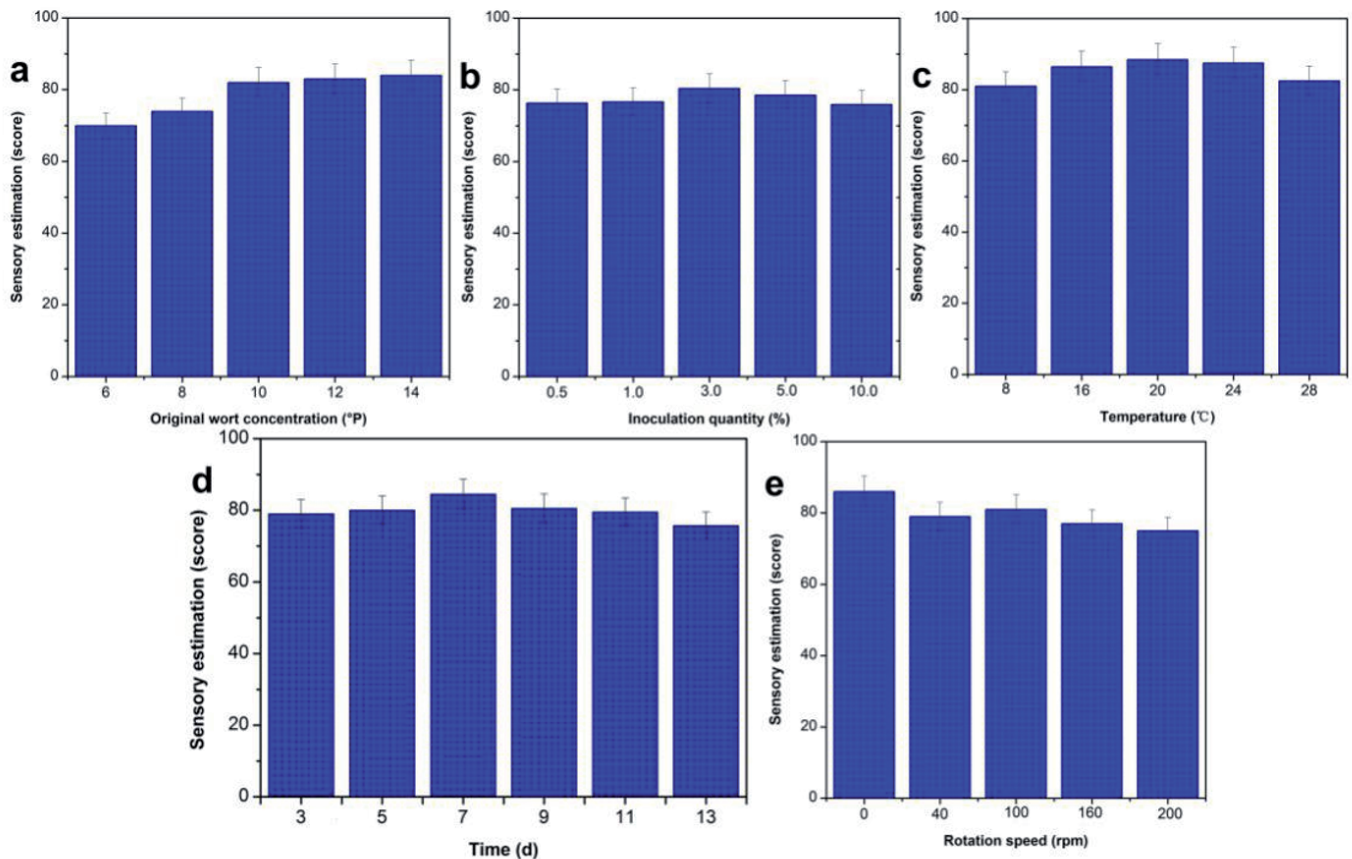 a
Sensory estimation (score)
100
80
60
40
20
0
6 8 10 12 14
Original wort concentration (°P)
b
Sensory estimation (score)
100
80
60
40
20
0
0.5 1.0 3.0 5.0 10.0
Inoculation quantity (%)
c
Sensory estimation (score)
100
80
60
40
20
0
8 16 20 24 28
Temperature (℃)
d
Sensory estimation (score)
100
80
60
40
20
0
3 5 7 9 11 13
Time (d)
e
Sensory estimation (score)
100
80
60
40
20
0
0 40 100 160 200
Rotation speed (rpm)